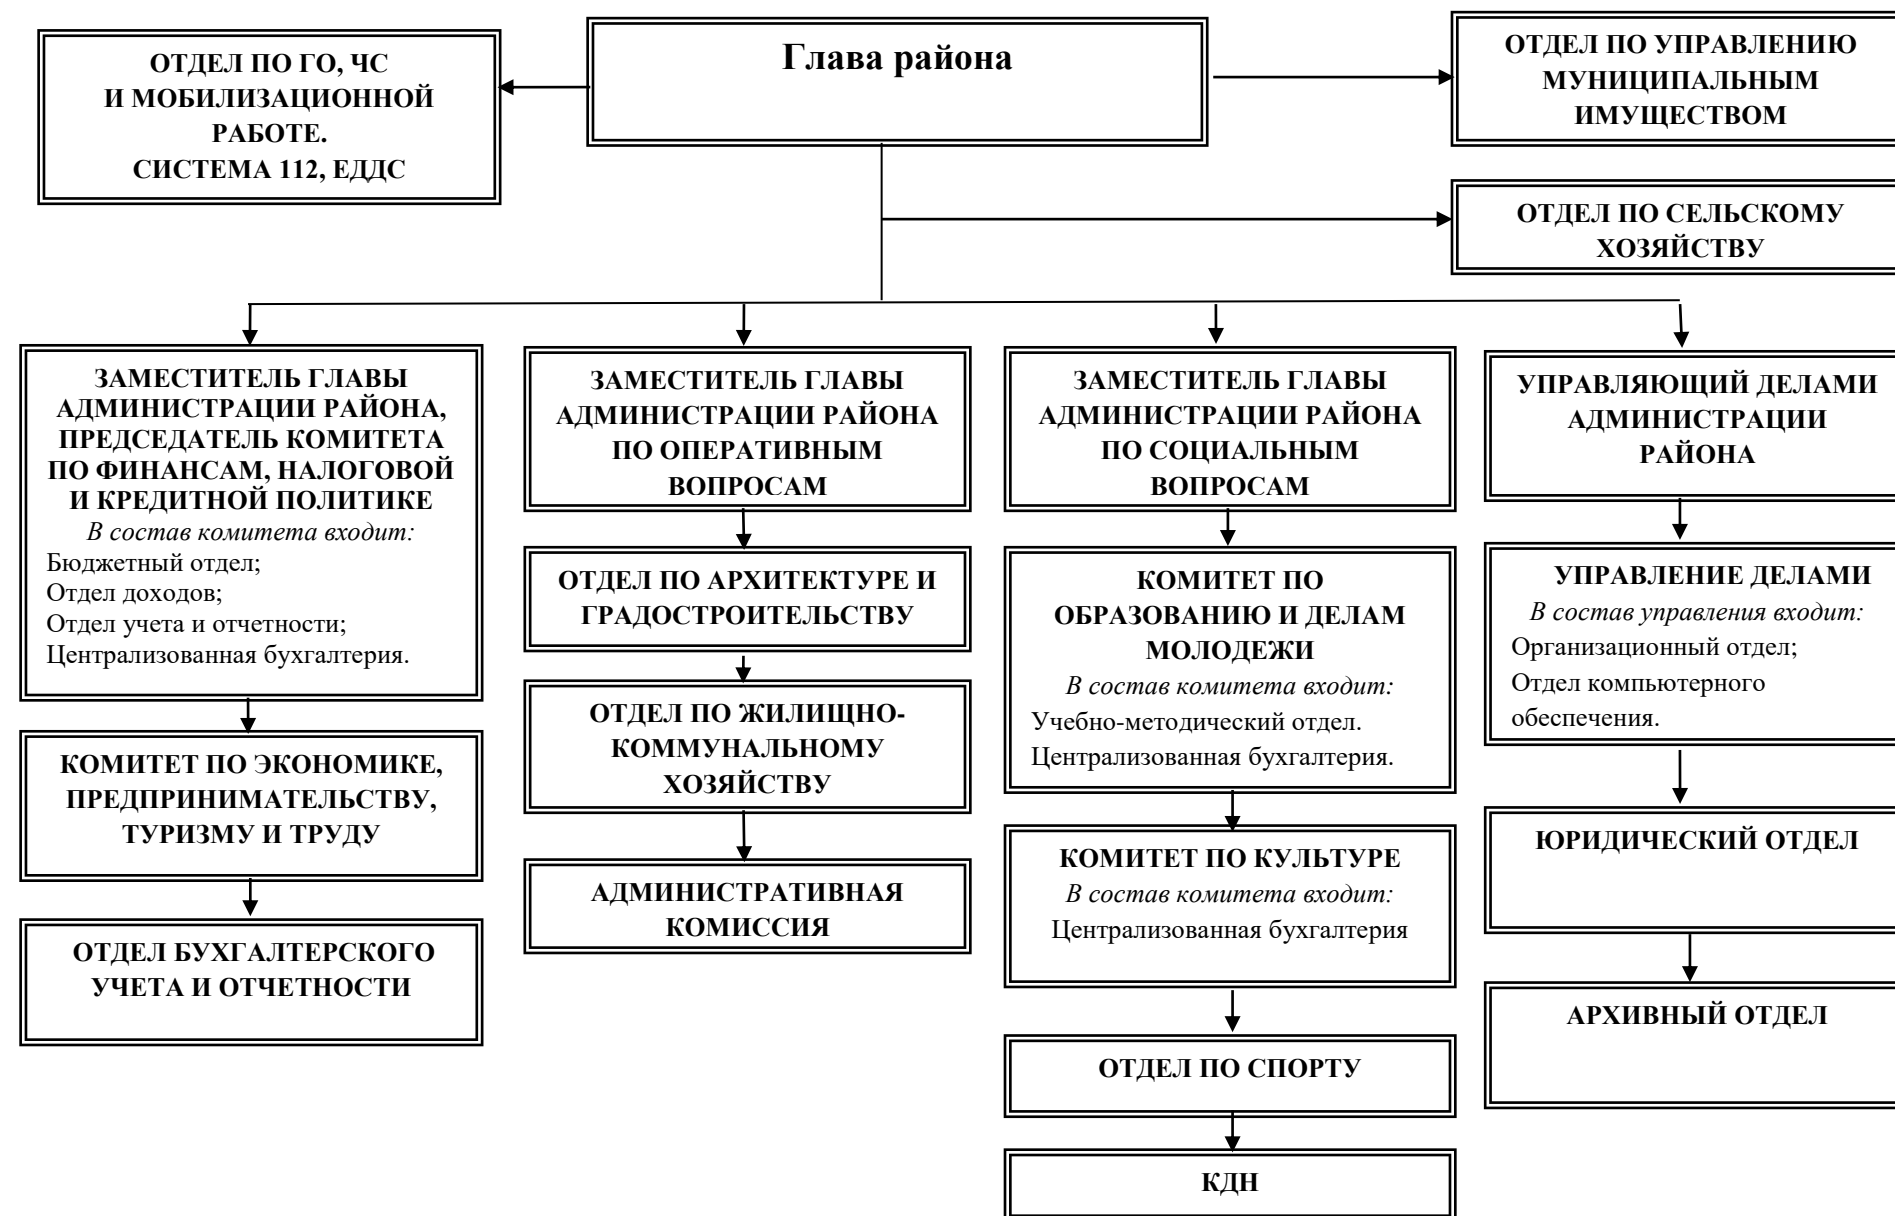 Глава района
ОТДЕЛ ПО ГО, ЧС
И МОБИЛИЗАЦИОННОЙ
РАБОТЕ.
СИСТЕМА 112, ЕДДС
ОТДЕЛ ПО УПРАВЛЕНИЮ
МУНИЦИПАЛЬНЫМ
ИМУЩЕСТВОМ
ОТДЕЛ ПО СЕЛЬСКОМУ
ХОЗЯЙСТВУ
ЗАМЕСТИТЕЛЬ ГЛАВЫ
АДМИНИСТРАЦИИ РАЙОНА,
ПРЕДСЕДАТЕЛЬ КОМИТЕТА
ПО ФИНАНСАМ, НАЛОГОВОЙ
И КРЕДИТНОЙ ПОЛИТИКЕ
В состав комитета входит:
Бюджетный отдел;
Отдел доходов;
Отдел учета и отчетности;
Централизованная бухгалтерия.
КОМИТЕТ ПО ЭКОНОМИКЕ,
ПРЕДПРИНИМАТЕЛЬСТВУ,
ТУРИЗМУ И ТРУДУ
ОТДЕЛ БУХГАЛТЕРСКОГО
УЧЕТА И ОТЧЕТНОСТИ
ЗАМЕСТИТЕЛЬ ГЛАВЫ
АДМИНИСТРАЦИИ РАЙОНА
ПО ОПЕРАТИВНЫМ
ВОПРОСАМ
ОТДЕЛ ПО АРХИТЕКТУРЕ И
ГРАДОСТРОИТЕЛЬСТВУ
ОТДЕЛ ПО ЖИЛИЩНО-
КОММУНАЛЬНОМУ
ХОЗЯЙСТВУ
АДМИНИСТРАТИВНАЯ
КОМИССИЯ
ЗАМЕСТИТЕЛЬ ГЛАВЫ
АДМИНИСТРАЦИИ РАЙОНА
ПО СОЦИАЛЬНЫМ
ВОПРОСАМ
КОМИТЕТ ПО
ОБРАЗОВАНИЮ И ДЕЛАМ
МОЛОДЕЖИ
В состав комитета входит:
Учебно-методический отдел.
Централизованная бухгалтерия.
КОМИТЕТ ПО КУЛЬТУРЕ
В состав комитета входит:
Централизованная бухгалтерия
ОТДЕЛ ПО СПОРТУ
КДН
УПРАВЛЯЮЩИЙ ДЕЛАМИ
АДМИНИСТРАЦИИ
РАЙОНА
УПРАВЛЕНИЕ ДЕЛАМИ
В состав управления входит:
Организационный отдел;
Отдел компьютерного
обеспечения.
ЮРИДИЧЕСКИЙ ОТДЕЛ
АРХИВНЫЙ ОТДЕЛ